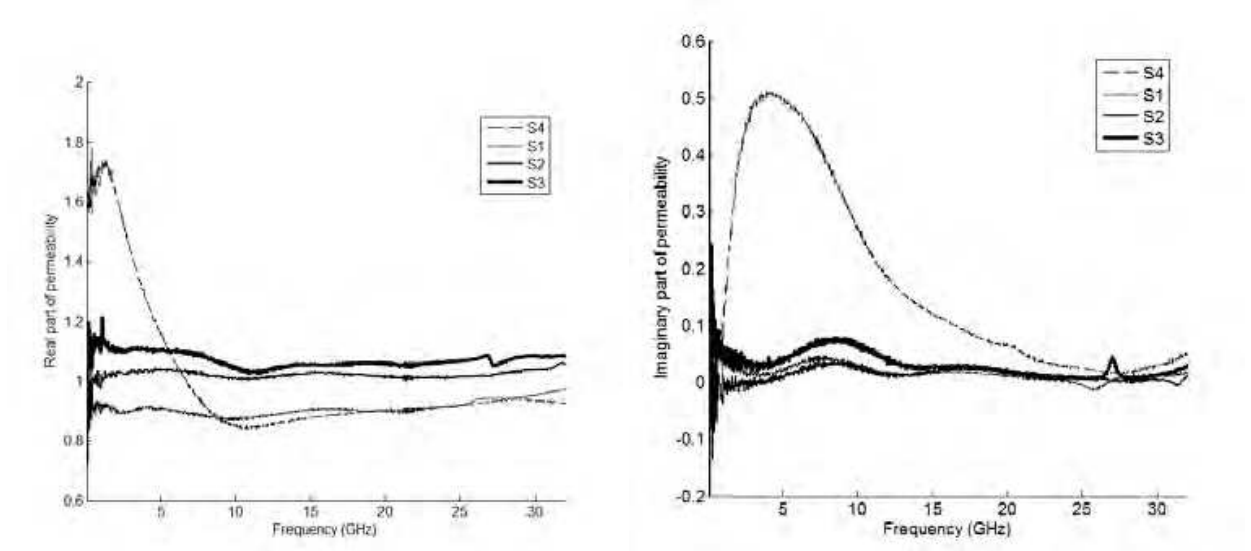 2
1.8
1.6
1.4
1.2
1
0.8
0.6
5
10
15
20
25
30
Real part of permeability
Frequency (GHz)
S4
S1
S2
S3
0.6
0.5
0.4
0.3
0.2
0.1
0
-0.1
-0.2
5
10
15
20
25
30
Imaginary part of permeability
Frequency (GHz)
S4
S1
S2
S3